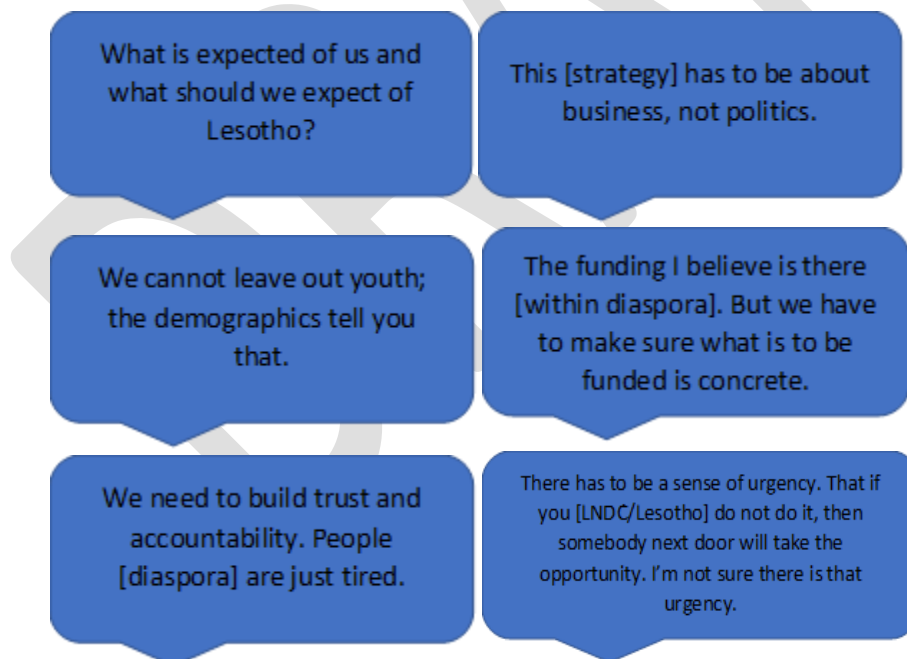 What is expected of us and
what should we expect of
Lesotho?
This [strategy] has to be about
business, not politics.
We cannot leave out youth;
the demographics tell you
that.
The funding I believe is there
[within diaspora]. But we have
to make sure what is to be
funded is concrete.
We need to build trust and
accountability. People
[diaspora] are just tired.
There has to be a sense of urgency. That if
you [LNDC/Lesotho] do not do it, then
somebody next door will take the
opportunity. I’m not sure there is that
urgency.